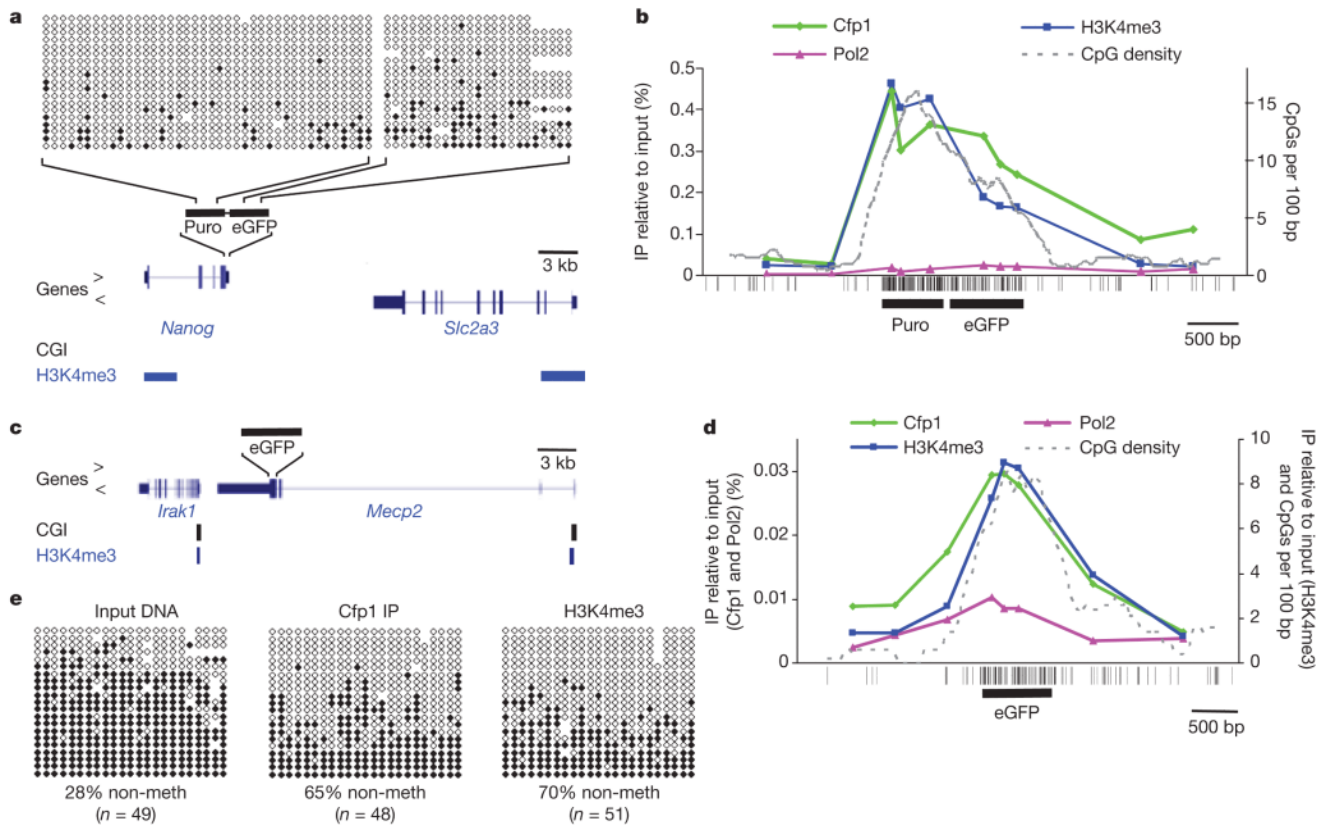 a
Puro eGFP
3 kb
Genes >
<
Nanog Slc2a3
CGI
H3K4me3
b
Cfp1 H3K4me3
Pol2 CpG density
IP relative to input (%)
0.5
0.4
0.3
0.2
0.1
0
CpGs per 100 bp
15
10
5
0
Puro eGFP
500 bp
c
eGFP
3 kb
Genes >
<
Irak1 Mecp2
CGI
H3K4me3
d
Cfp1 Pol2
H3K4me3 CpG density
IP relative to input
(Cfp1 and Pol2) (%)
0.03
0.02
0.01
0
IP relative to input (H3K4me3)
and CpGs per 100 bp
10
8
6
4
2
0
eGFP
500 bp
e
Input DNA Cfp1 IP H3K4me3
28% non-meth 65% non-meth 70% non-meth
(n = 49) (n = 48) (n = 51)